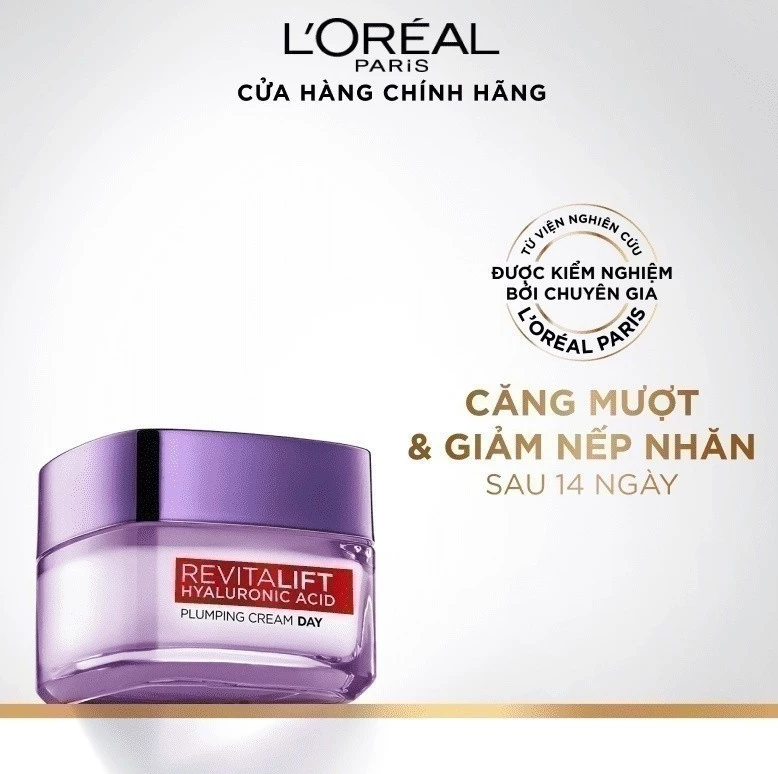 L'ORÉAL
PARiS
CỬA HÀNG CHÍNH HÃNG
TỪ VIỆN NGHIÊN CỨU
ĐƯỢC KIỂM NGHIỆM
BỞI CHUYÊN GIA
L'ORÉAL PARIS
CĂNG MƯỢT
& GIẢM NẾP NHĂN
SAU 14 NGÀY
REVITALIFT
HYALURONIC ACID
PLUMPING CREAM DAY